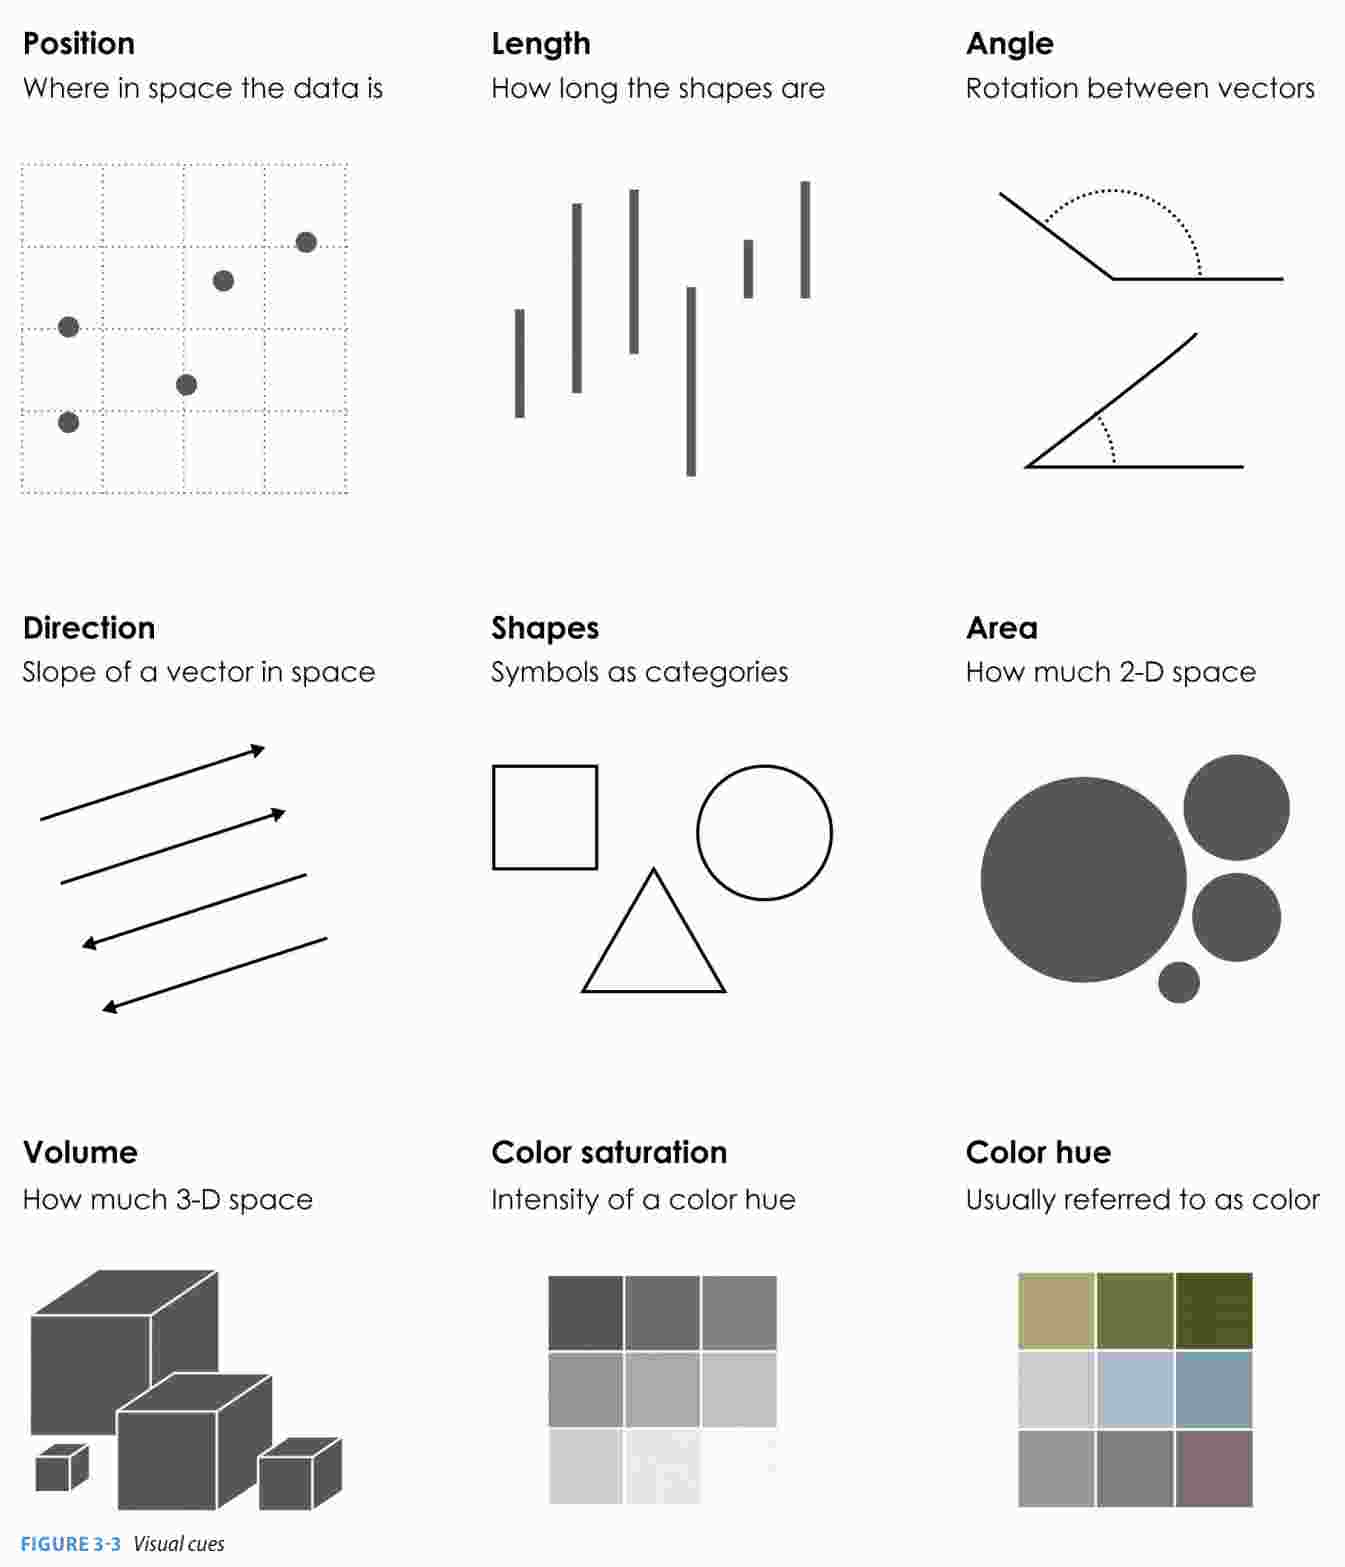 Position
Where in space the data is
Length
How long the shapes are
Angle
Rotation between vectors
Direction
Slope of a vector in space
Shapes
Symbols as categories
Area
How much 2-D space
Volume
How much 3-D space
Color saturation
Intensity of a color hue
Color hue
Usually referred to as color
FIGURE 3-3 Visual cues